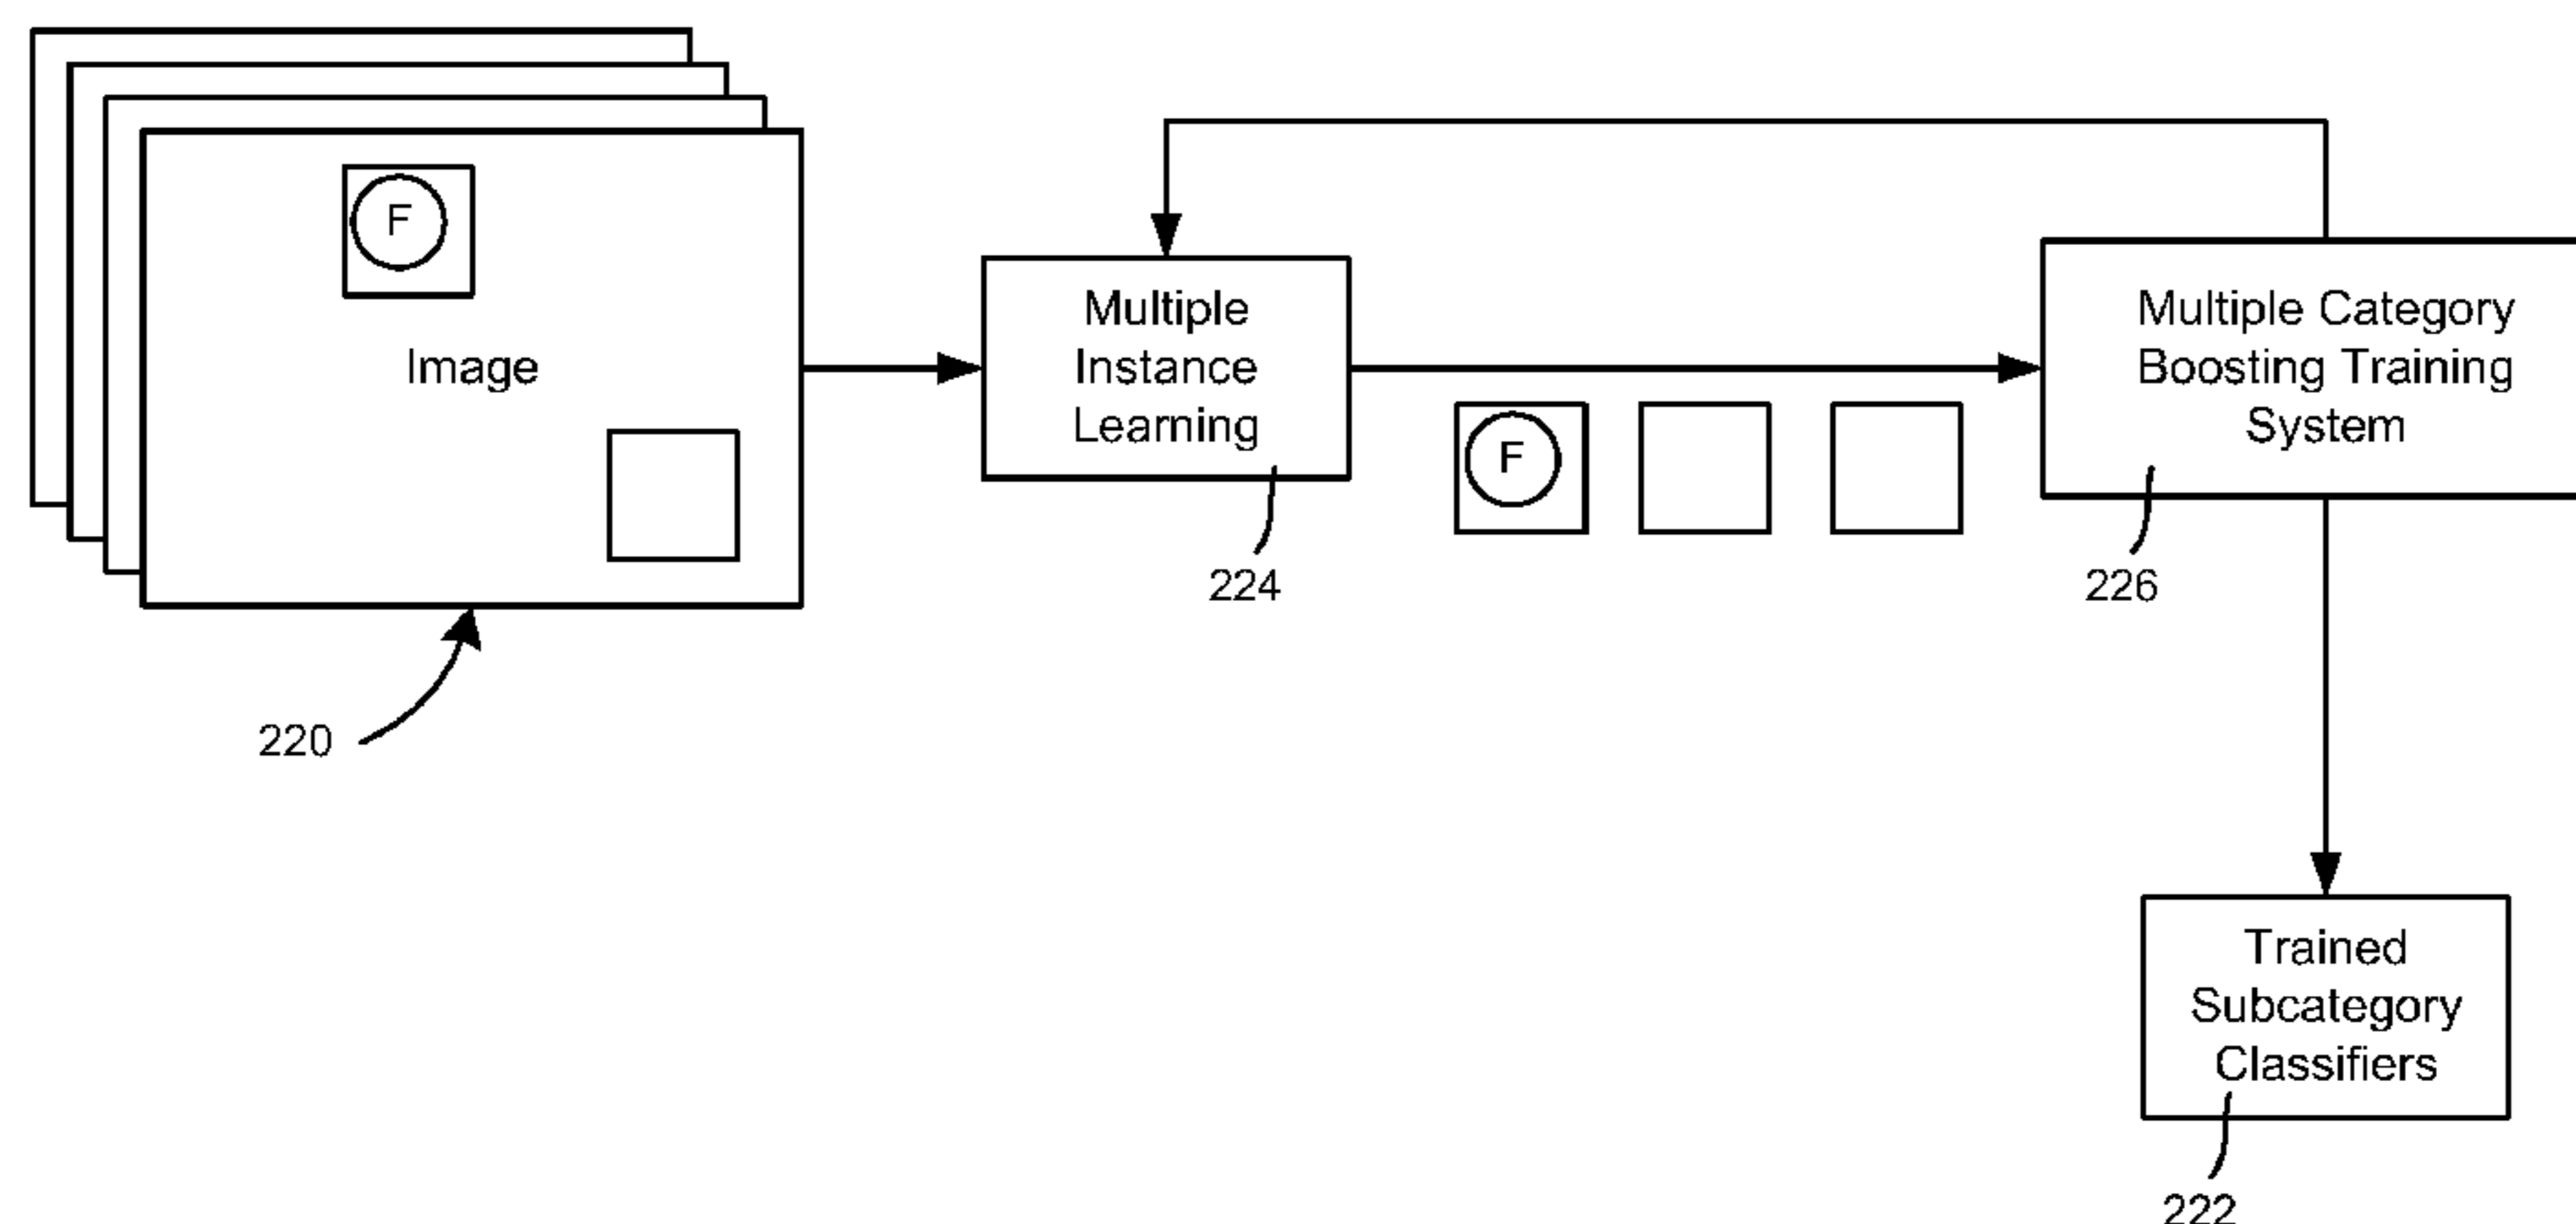 F
Image
220
Multiple
Instance
Learning
224
F
Multiple Category
Boosting Training
System
226
Trained
Subcategory
Classifiers
222